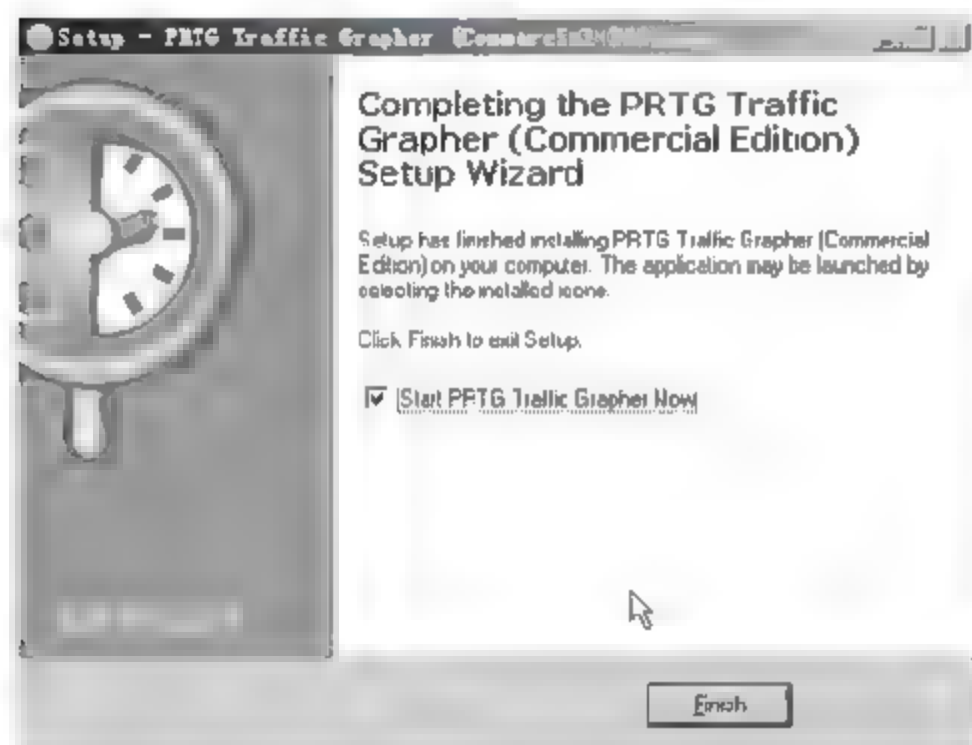 Setup - PRTG Traffic Grapher
Completing the PRTG Traffic
Grapher (Commercial Edition)
Setup Wizard
Setup has finished installing PRTG Traffic Grapher (Commercial
Edition) on your computer. The application may be launched by
selecting the installed icons.
Click Finish to exit Setup.
Start PRTG Traffic Grapher Now
Finish